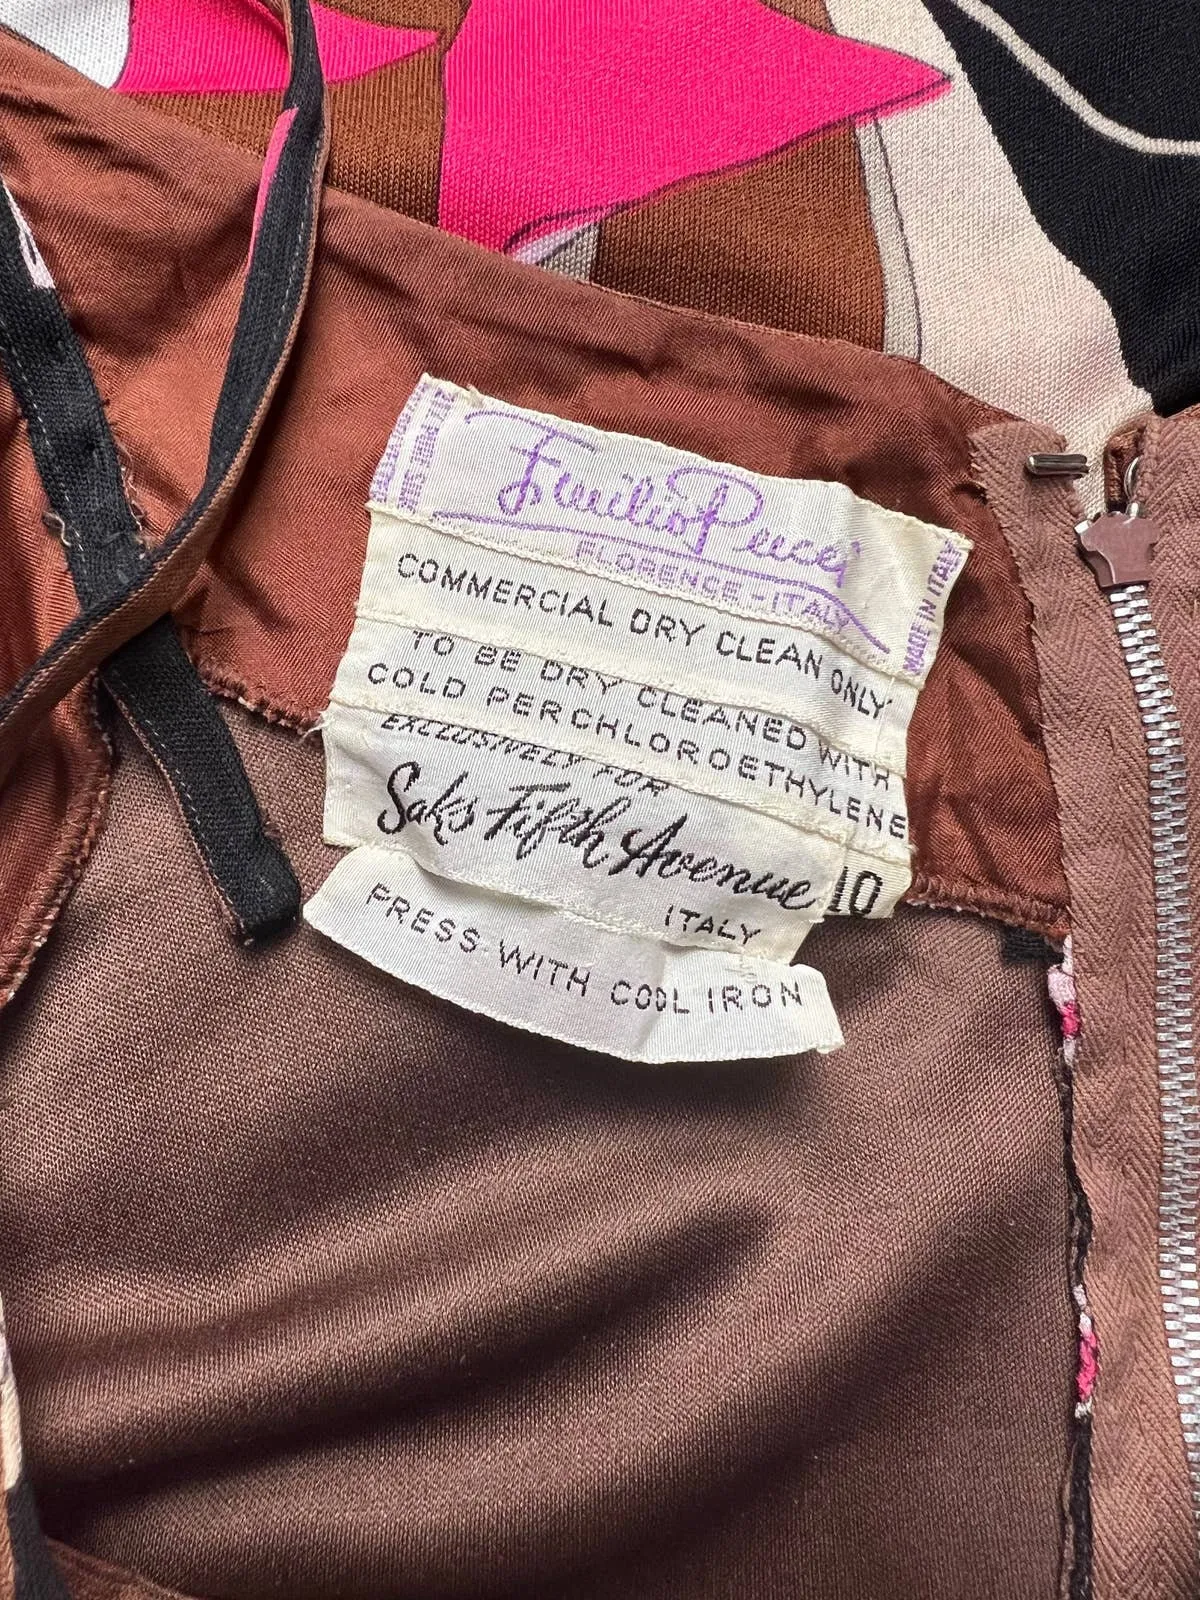 Emilio Pucci
FLORENCE - ITALY
MADE IN ITALY
COMMERCIAL DRY CLEAN ONLY
TO BE DRY CLEANED WITH
COLD PERCHLOROETHYLENE
EXCLUSIVELY FOR
Saks Fifth Avenue
10
ITALY
PRESS WITH COOL IRON